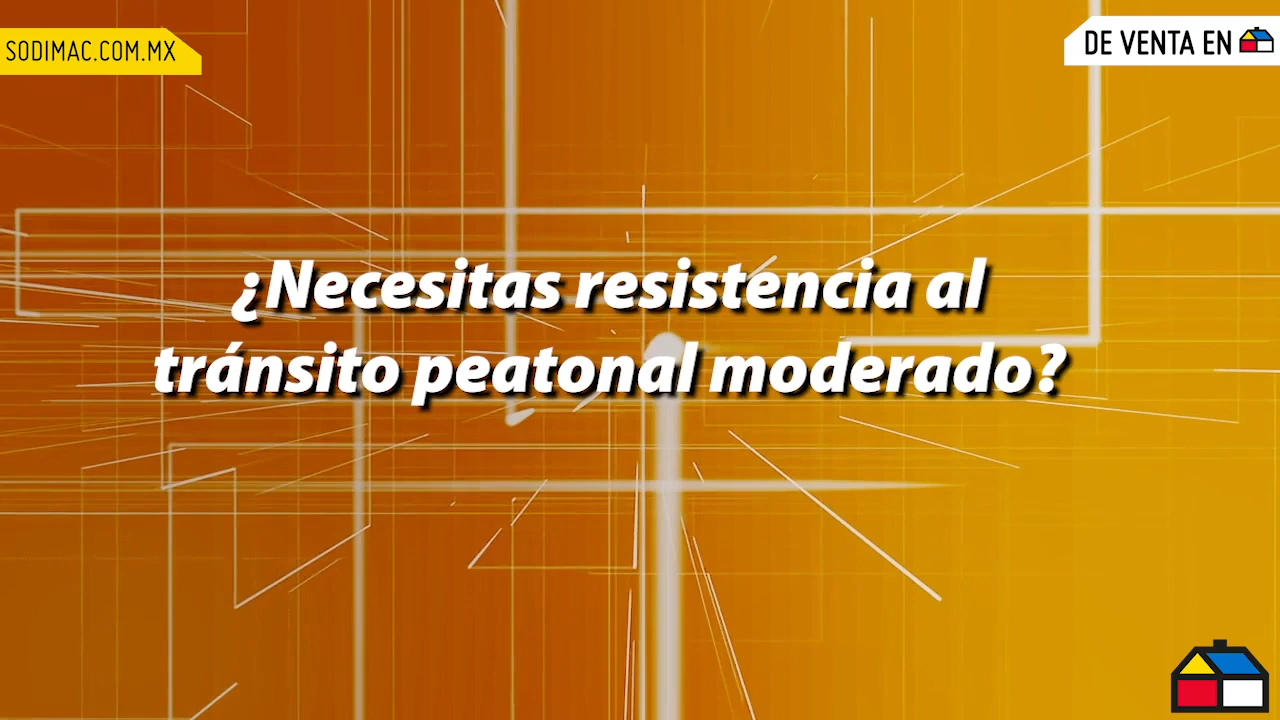 SODIMAC.COM.MX
DE VENTA EN
¿Necesitas resistencia al
tránsito peatonal moderado?